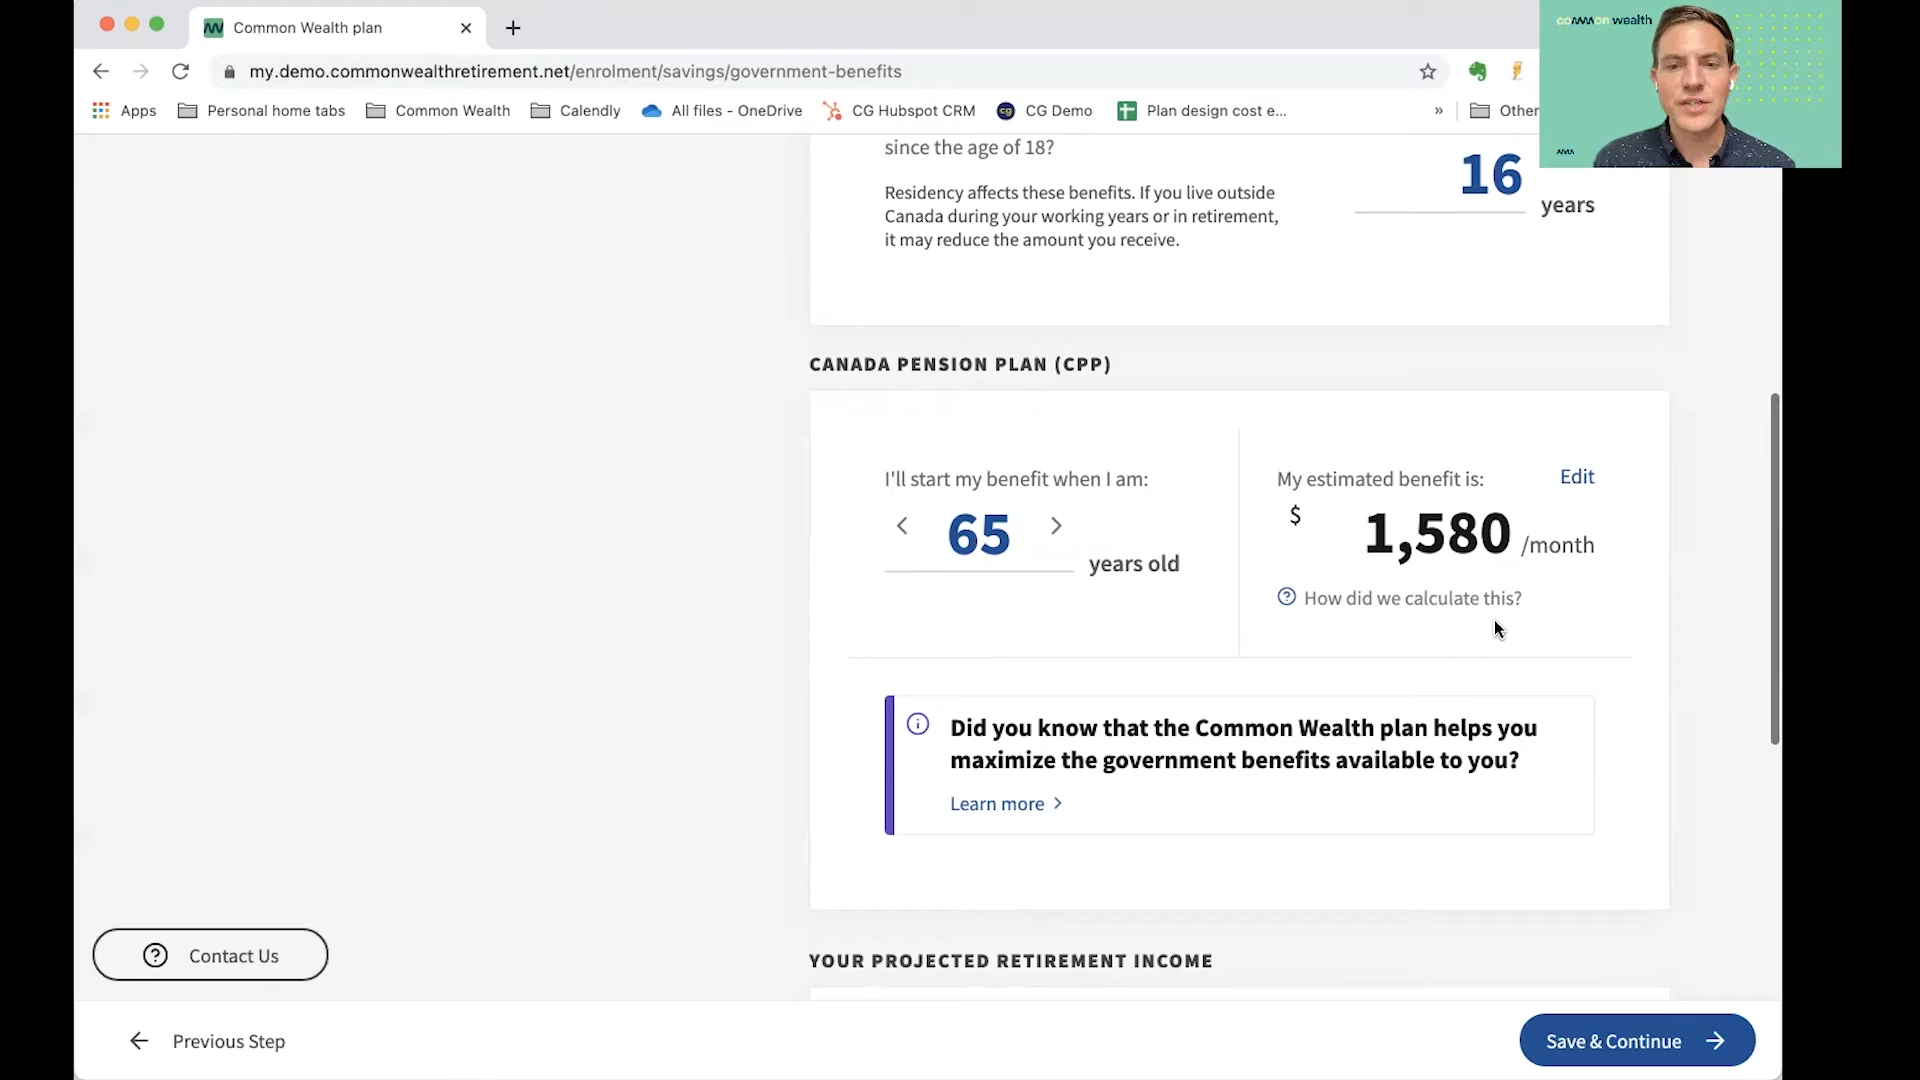 Common Wealth plan
my.demo.commonwealthretirement.net/enrolment/savings/government-benefits
Apps Personal home tabs Common Wealth Calendly All files - OneDrive CG Hubspot CRM cg CG Demo Plan design cost e... » Other
common wealth
since the age of 18?
Residency affects these benefits. If you live outside
Canada during your working years or in retirement,
it may reduce the amount you receive.
16 years
CANADA PENSION PLAN (CPP)
I'll start my benefit when I am:
< 65 > years old
My estimated benefit is: Edit
$ 1,580 /month
? How did we calculate this?
Did you know that the Common Wealth plan helps you
maximize the government benefits available to you?
Learn more >
YOUR PROJECTED RETIREMENT INCOME
? Contact Us
← Previous Step
Save & Continue →